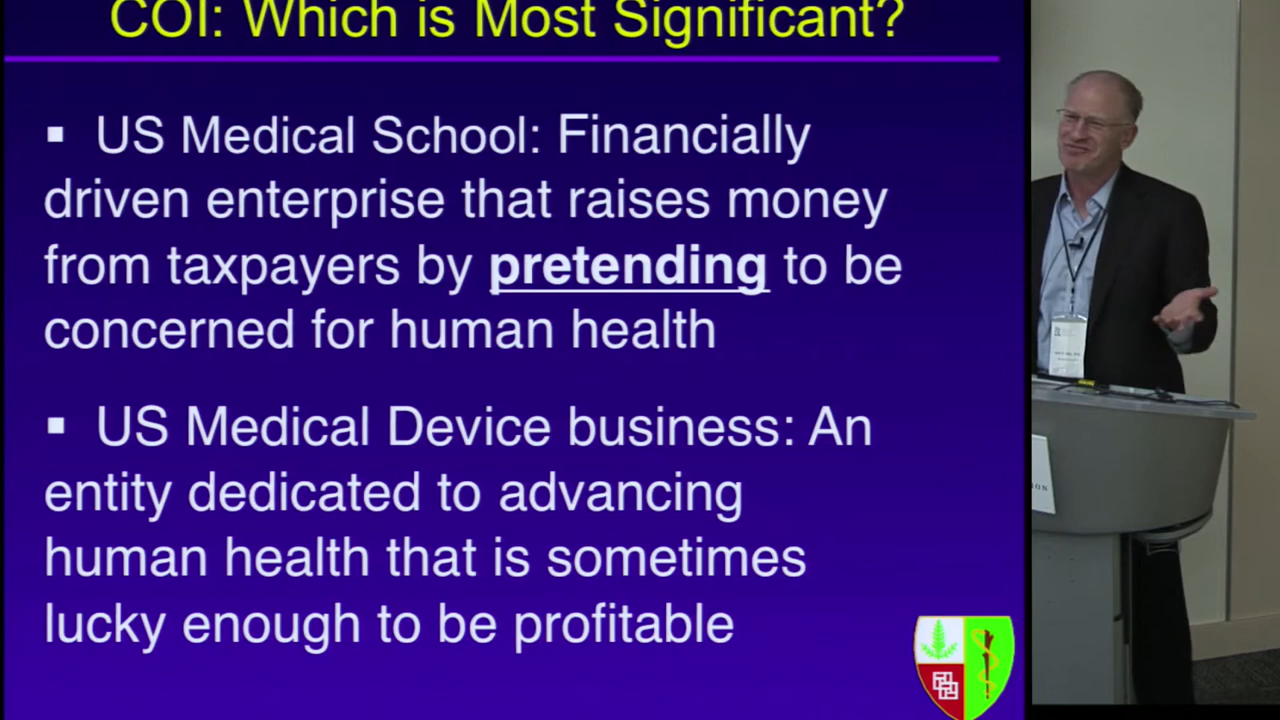 COI: Which is Most Significant?
▪ US Medical School: Financially
driven enterprise that raises money
from taxpayers by pretending to be
concerned for human health
▪ US Medical Device business: An
entity dedicated to advancing
human health that is sometimes
lucky enough to be profitable